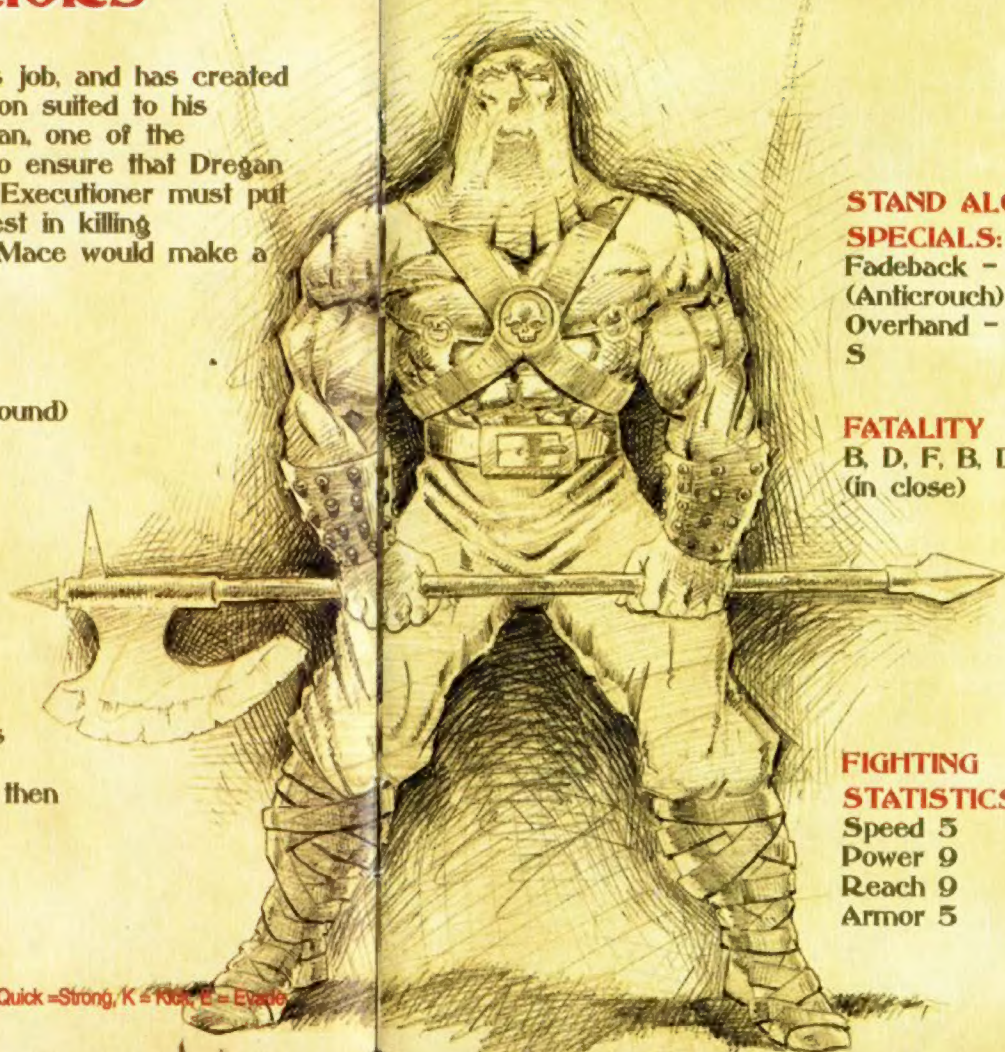 s job, and has created
on suited to his
an, one of the
o ensure that Dregan
Executioner must put
est in killing
Mace would make a
ound)
s
then
Quick =Strong, K = Kick, E = Evade
STAND ALO
SPECIALS:
Fadeback –
(Anticrouch)
Overhand –
S
FATALITY
B, D, F, B, D
(in close)
FIGHTING
STATISTICS
Speed 5
Power 9
Reach 9
Armor 5